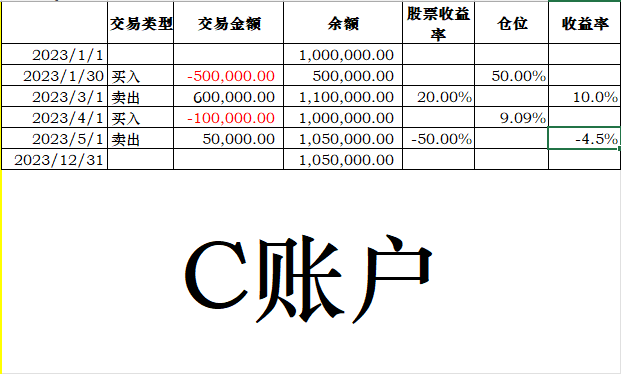 交易类型 交易金额 余额 股票收益率 仓位 收益率
2023/1/1 1,000,000.00
2023/1/30 买入 -500,000.00 500,000.00 50.00%
2023/3/1 卖出 600,000.00 1,100,000.00 20.00% 10.0%
2023/4/1 买入 -100,000.00 1,000,000.00 9.09%
2023/5/1 卖出 50,000.00 1,050,000.00 -50.00% -4.5%
2023/12/31 1,050,000.00
C账户